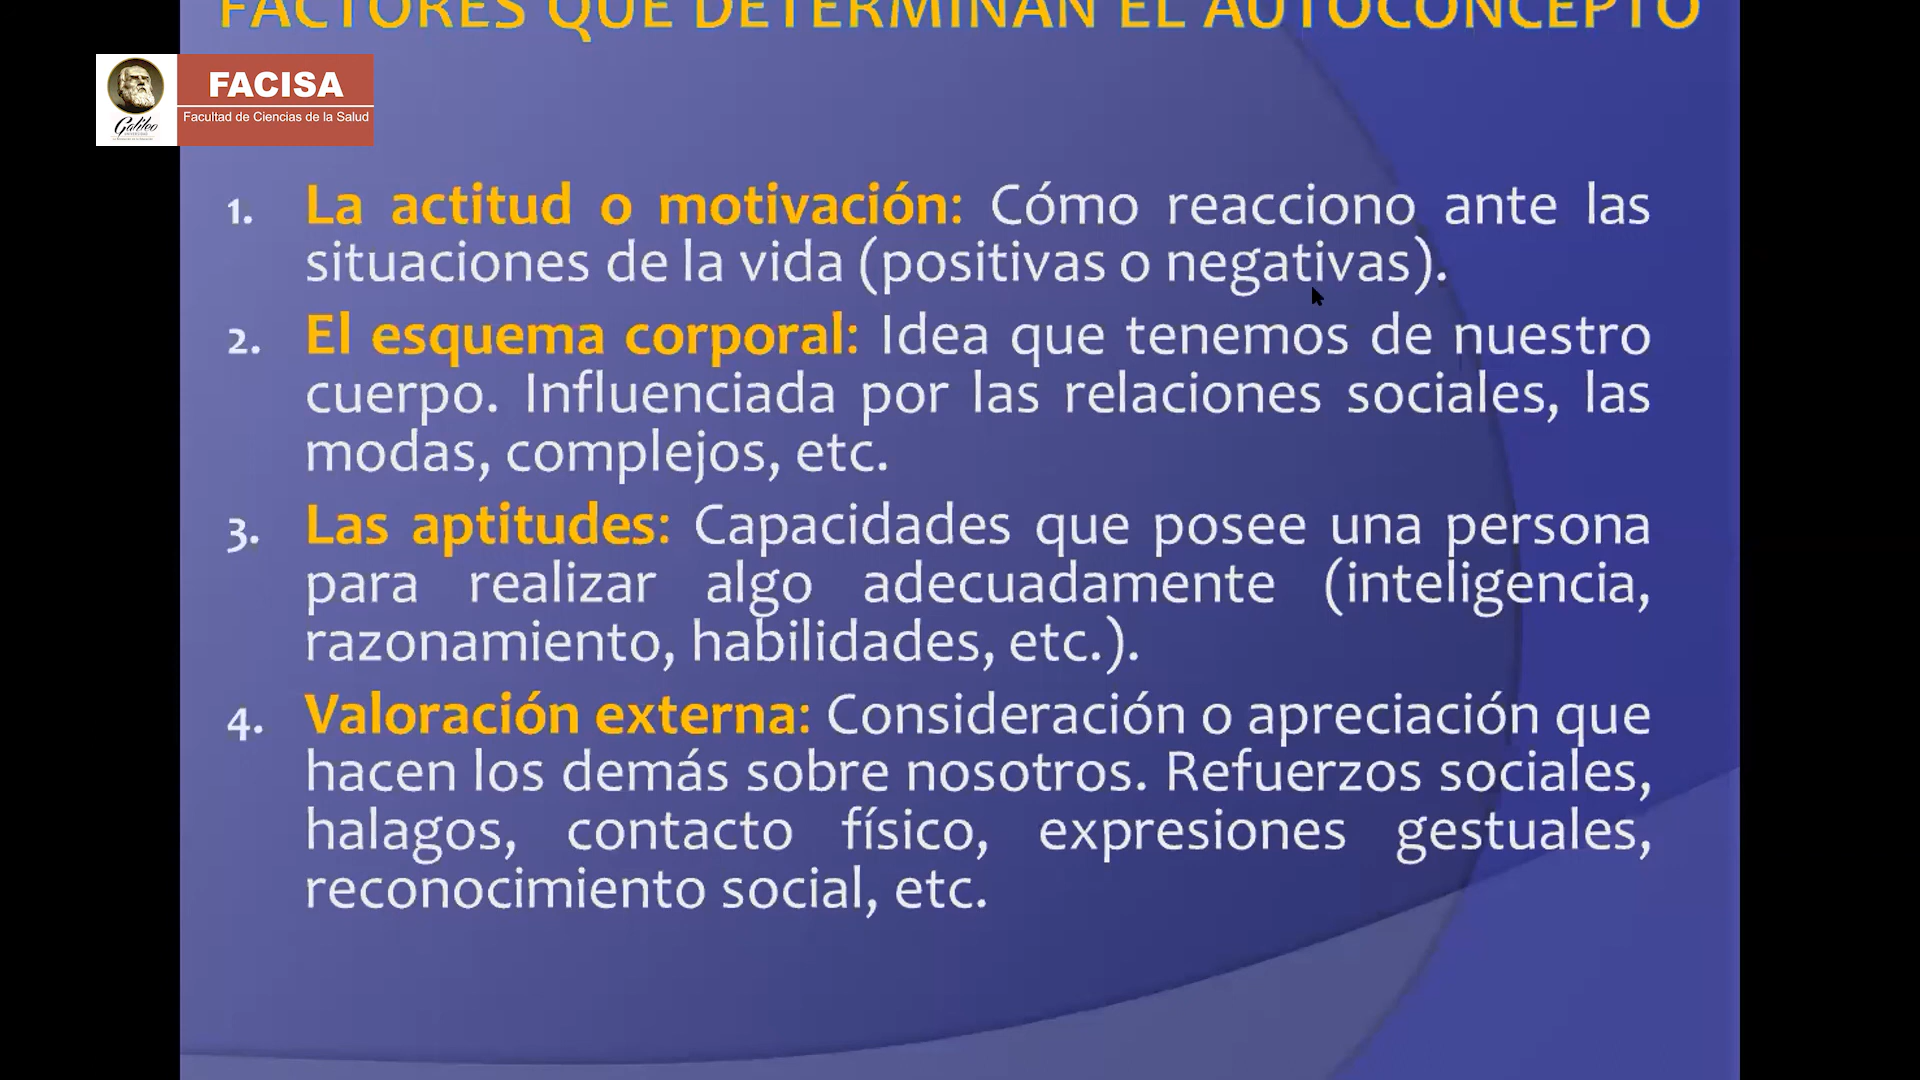 FACTORES QUE DETERMINAN EL AUTOCONCEPTO
FACISA
Facultad de Ciencias de la Salud
Galileo
1. La actitud o motivación: Cómo reacciono ante las
situaciones de la vida (positivas o negativas).
2. El esquema corporal: Idea que tenemos de nuestro
cuerpo. Influenciada por las relaciones sociales, las
modas, complejos, etc.
3. Las aptitudes: Capacidades que posee una persona
para realizar algo adecuadamente (inteligencia,
razonamiento, habilidades, etc.).
4. Valoración externa: Consideración o apreciación que
hacen los demás sobre nosotros. Refuerzos sociales,
halagos, contacto físico, expresiones gestuales,
reconocimiento social, etc.